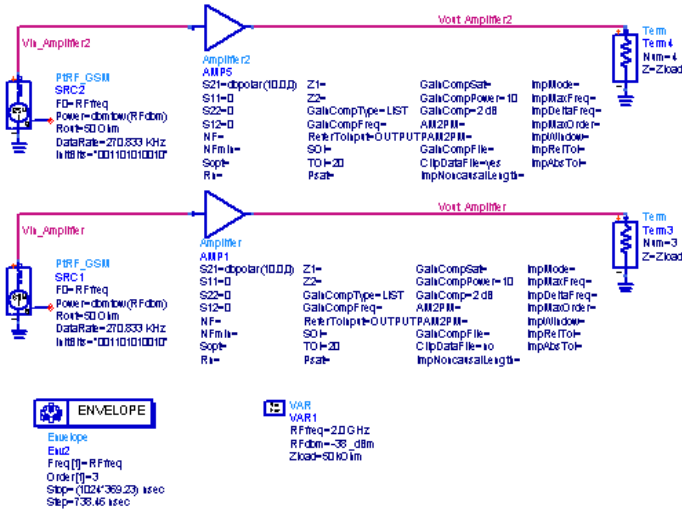 Vout Amplifier2
Vin_Amplifier2
Term
Term4
Num=4
Z=Zload
PtRF_GSM
SRC2
F0=RFfreq
Power=dbmtow(RFdbm)
Rout=50 Ohm
DataRate=270.833 KHz
InitBits="001101010010"
Amplifier2
AMP5
S21=dbpolar(10,0,0)
S11=0
S22=0
S12=0
NF=
NFmin=
Sopt=
Rn=
Z1=
Z2=
GainCompType=LIST
GainCompFreq=
ReferToInput=OUTPUT
SOI=
TOI=20
Psat=
GainCompSat=
GainCompPower=10
GainComp=2 dB
AM2PM=
PAM2PM=
GainCompFile=
ClipDataFile=yes
ImpNoncausalLength=
ImpMode=
ImpMaxFreq=
ImpDeltaFreq=
ImpMaxOrder=
ImpWindow=
ImpRelTol=
ImpAbsTol=
Vout Amplifier
Vin_Amplifier
Term
Term3
Num=3
Z=Zload
PtRF_GSM
SRC1
F0=RFfreq
Power=dbmtow(RFdbm)
Rout=50 Ohm
DataRate=270.833 KHz
InitBits="001101010010"
Amplifier
AMP1
S21=dbpolar(10,0,0)
S11=0
S22=0
S12=0
NF=
NFmin=
Sopt=
Rn=
Z1=
Z2=
GainCompType=LIST
GainCompFreq=
ReferToInput=OUTPUT
SOI=
TOI=20
Psat=
GainCompSat=
GainCompPower=10
GainComp=2 dB
AM2PM=
PAM2PM=
GainCompFile=
ClipDataFile=no
ImpNoncausalLength=
ImpMode=
ImpMaxFreq=
ImpDeltaFreq=
ImpMaxOrder=
ImpWindow=
ImpRelTol=
ImpAbsTol=
ENVELOPE
Envelope
Env2
Freq[1]=RFfreq
Order[1]=3
Stop=(1024*369.23) nsec
Step=738.46 nsec
VAR
VAR1
RFfreq=2.0 GHz
RFdbm=-38 _dBm
Zload=50 kOhm